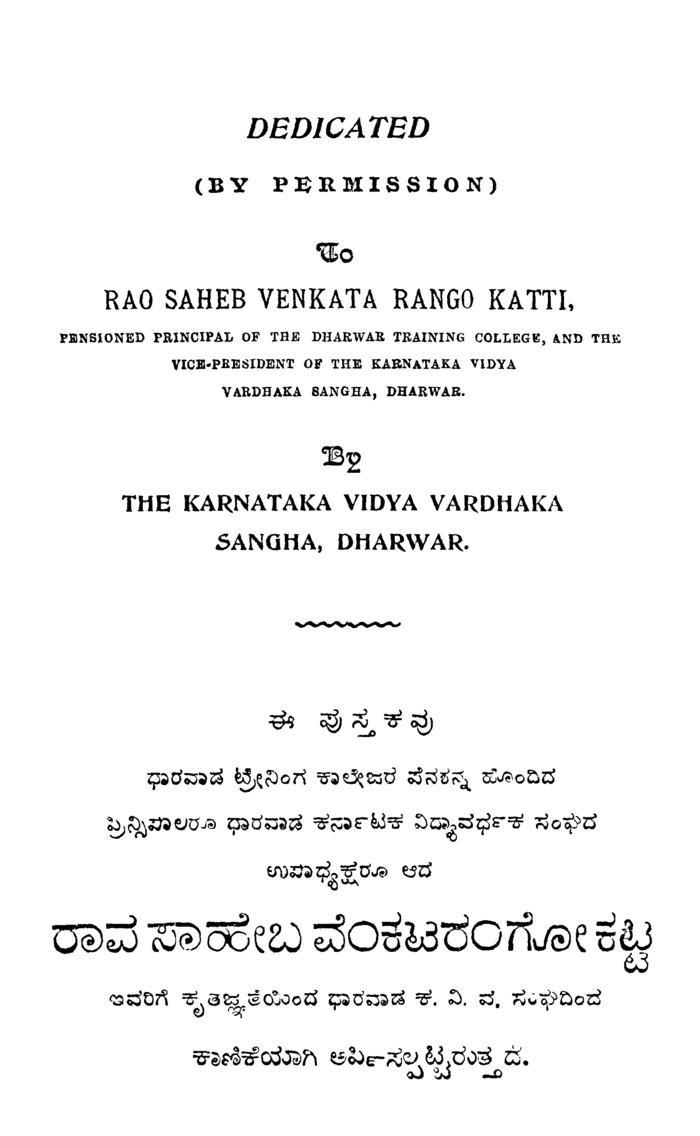 DEDICATED
(BY PERMISSION)
To
RAO SAHEB VENKATA RANGO KATTI,
PENSIONED PRINCIPAL OF THE DHARWAR TRAINING COLLEGE, AND THE
VICE-PRESIDENT OF THE KARNATAKA VIDYA
VARDHAKA SANGHA, DHARWAR.
By
THE KARNATAKA VIDYA VARDHAKA
SANGHA, DHARWAR.
ಈ ಪುಸ್ತಕವು
ಧಾರವಾಡ ಟ್ರೇನಿಂಗ ಕಾಲೇಜರ ಪೆನಶನ್ನ ಹೊಂದಿದ
ಪ್ರಿನ್ಸಿಪಾಲರೂ ಧಾರವಾಡ ಕರ್ನಾಟಕ ವಿದ್ಯಾವರ್ಧಕ ಸಂಘದ
ಉಪಾಧ್ಯಕ್ಷರೂ ಆದ
ರಾವ ಸಾಹೇಬ ವೆಂಕಟರಂಗೋ ಕಟ್ಟಿ
ಇವರಿಗೆ ಕೃತಜ್ಞತೆಯಿಂದ ಧಾರವಾಡ ಕ. ವಿ. ವ. ಸಂಘದಿಂದ
ಕಾಣಿಕೆಯಾಗಿ ಅರ್ಪಿಸಲ್ಪಟ್ಟಿರುತ್ತದೆ.